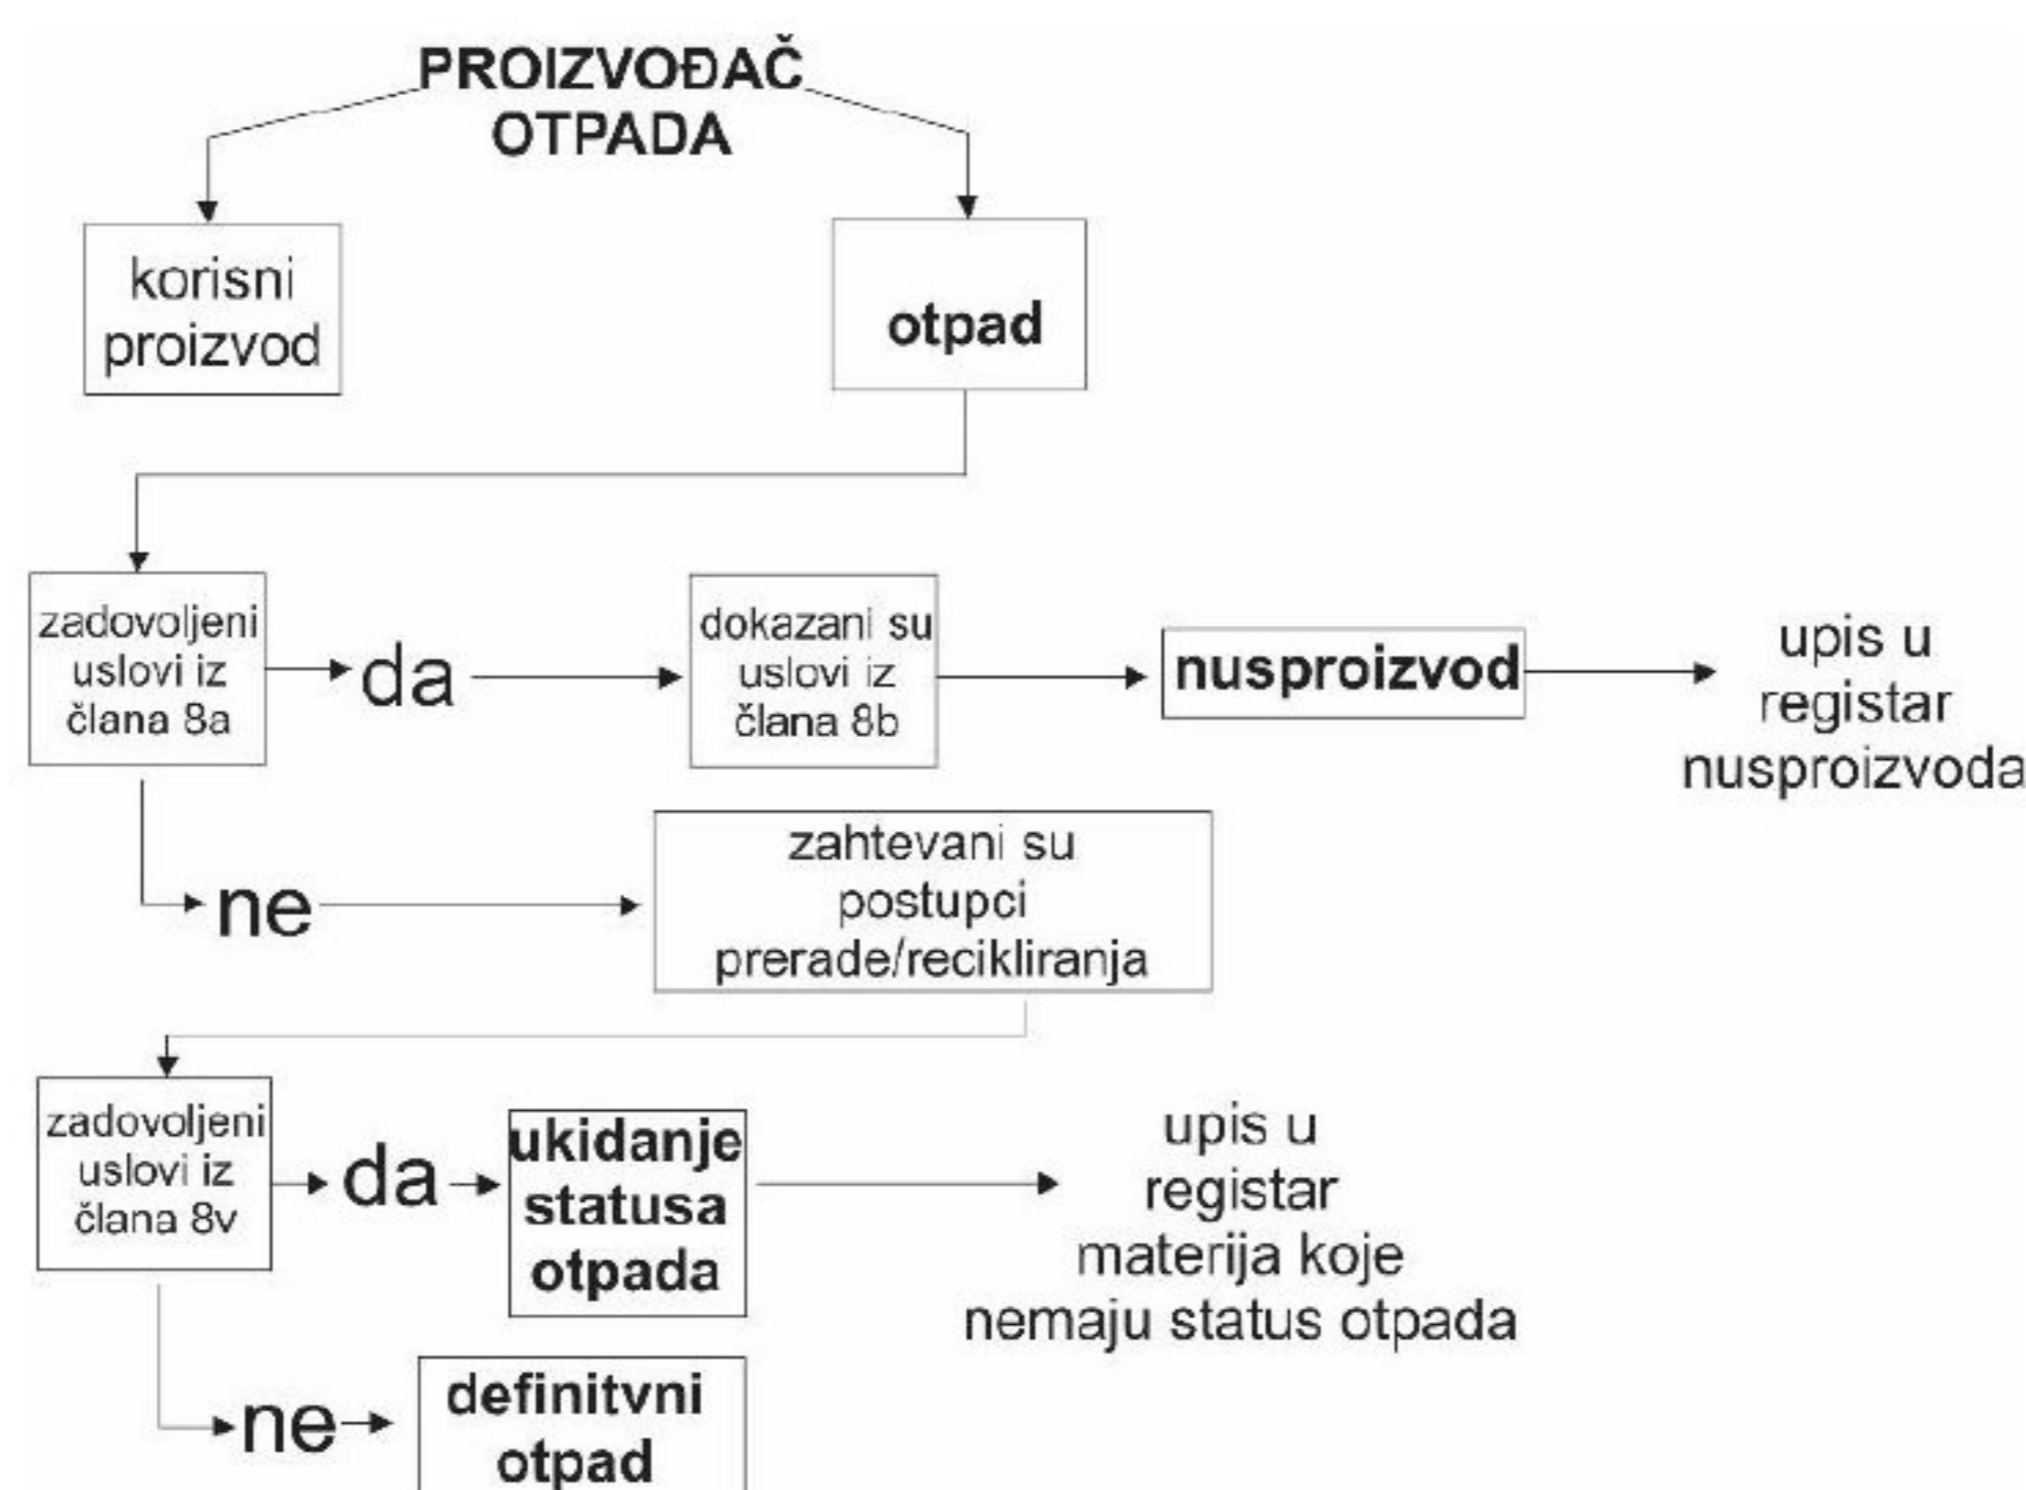 PROIZVOĐAČ
OTPADA
korisni
proizvod
otpad
zadovoljeni
uslovi iz
člana 8a
da
dokazani su
uslovi iz
člana 8b
nusproizvod
upis u
registar
nusproizvoda
ne
zahtevani su
postupci
prerade/recikliranja
zadovoljeni
uslovi iz
člana 8v
da
ukidanje
statusa
otpada
upis u
registar
materija koje
nemaju status otpada
ne
definitvni
otpad